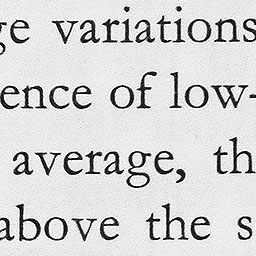 ge variations
ence of low-
average, th
above the s